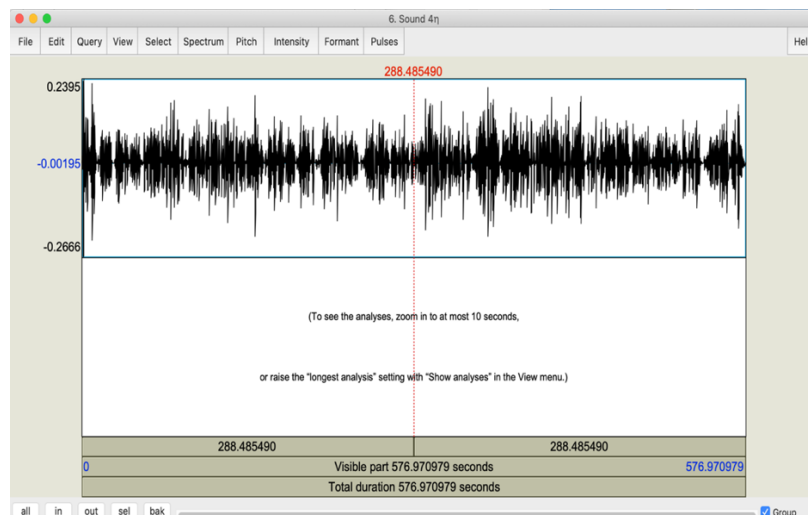 6. Sound 4η
File Edit Query View Select Spectrum Pitch Intensity Formant Pulses Hel
288.485490
0.2395
-0.00195
-0.2666
(To see the analyses, zoom in to at most 10 seconds,
or raise the "longest analysis" setting with "Show analyses" in the View menu.)
288.485490 288.485490
0 Visible part 576.970979 seconds 576.970979
Total duration 576.970979 seconds
all in out sel bak Group